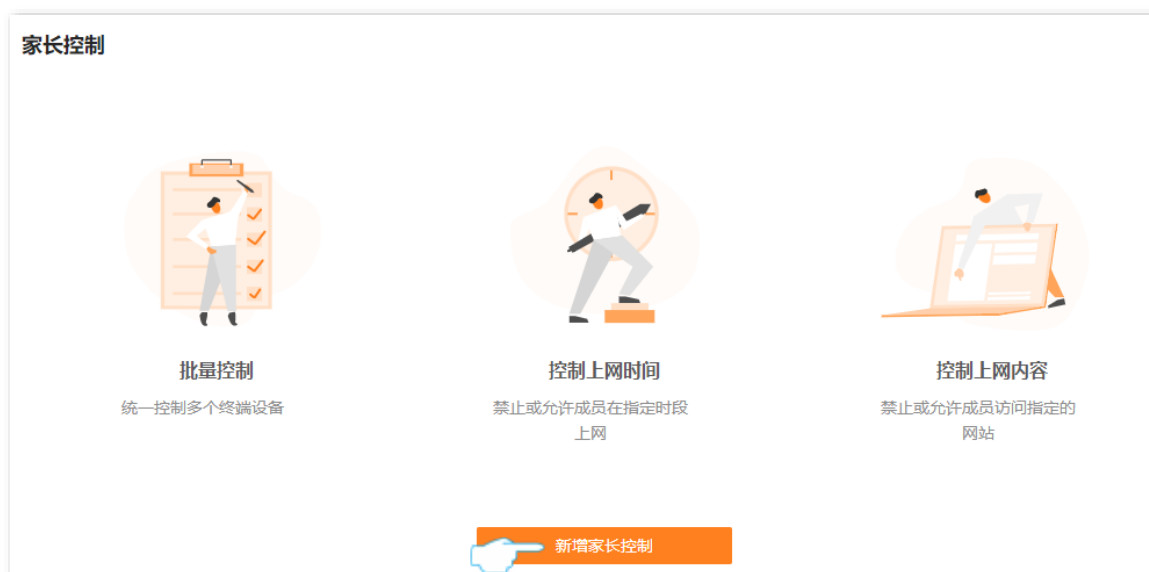 家长控制
批量控制
统一控制多个终端设备
控制上网时间
禁止或允许成员在指定时段
上网
控制上网内容
禁止或允许成员访问指定的
网站
新增家长控制